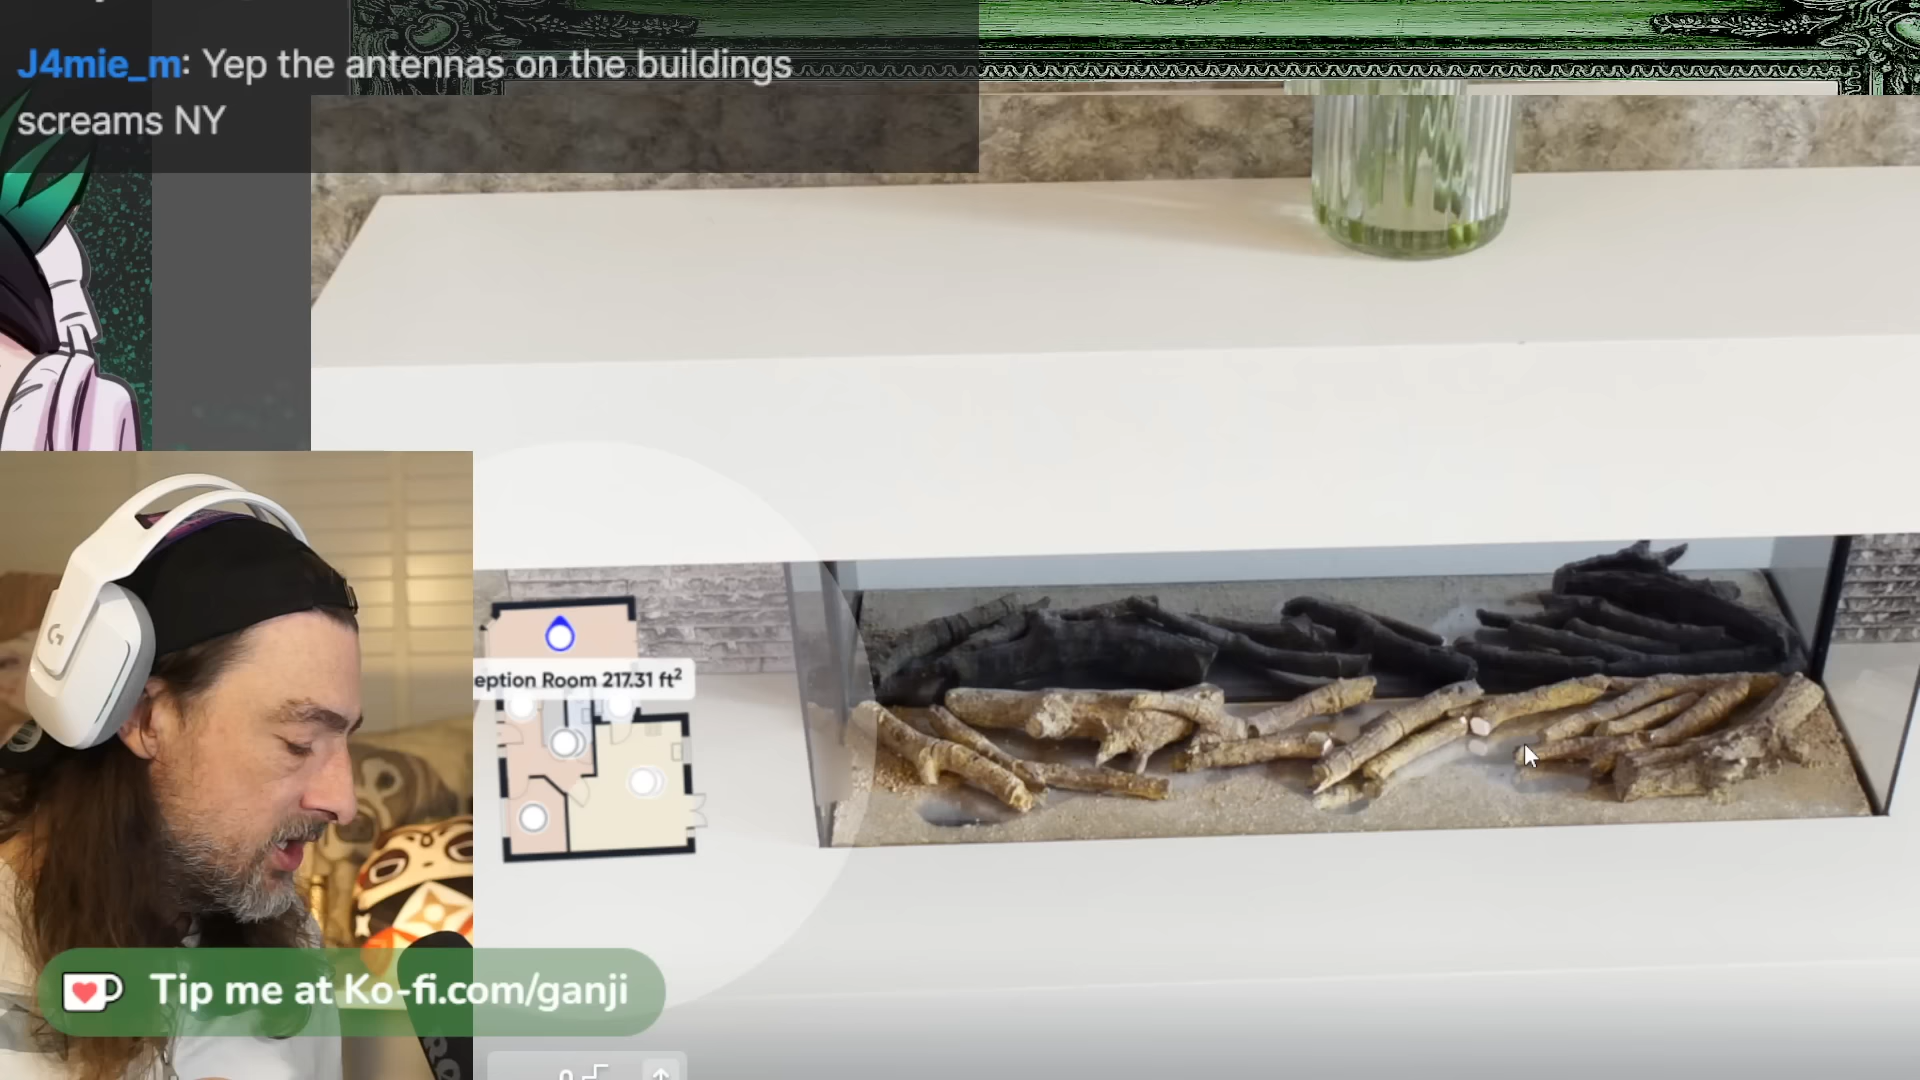 J4mie_m: Yep the antennas on the buildings
screams NY
eption Room 217.31 ft²
Tip me at Ko-fi.com/ganji